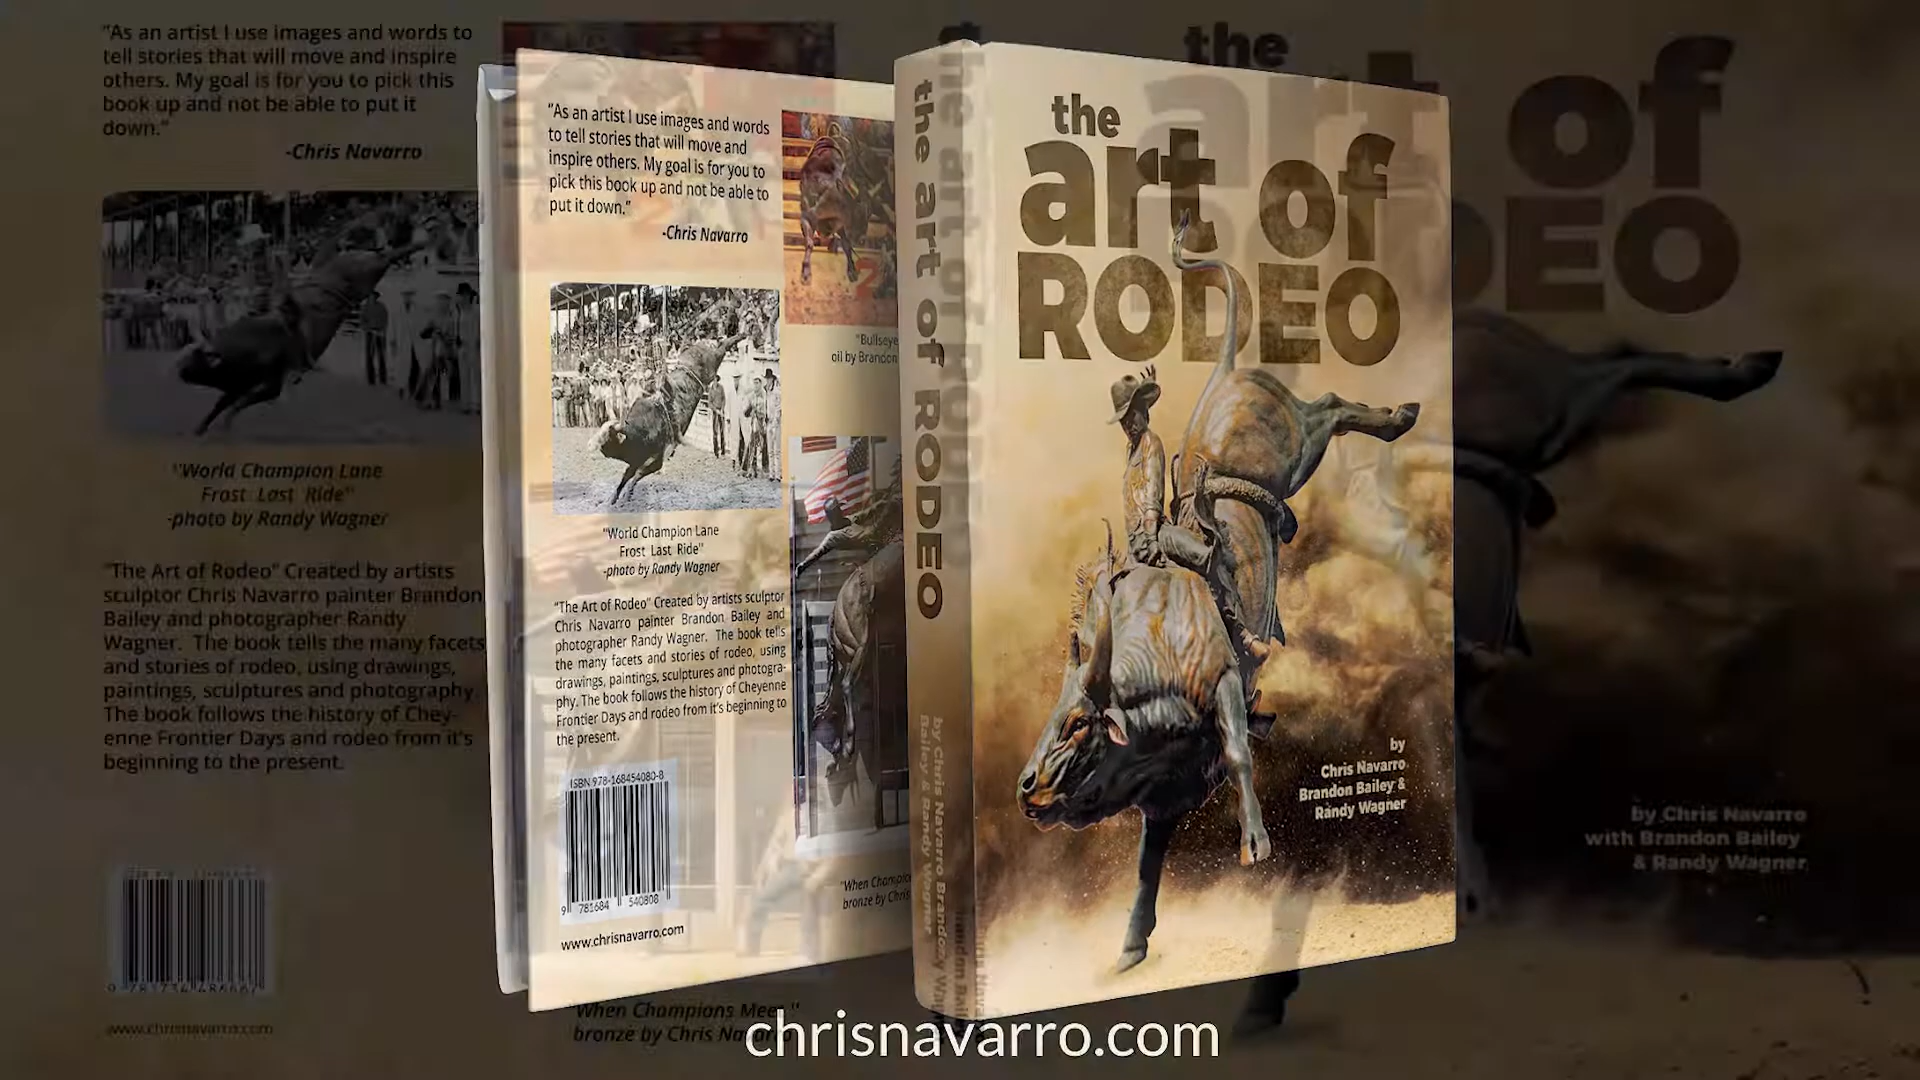 "As an artist I use images and words to
tell stories that will move and inspire
others. My goal is for you to pick this
book up and not be able to put it
down."
-Chris Navarro
"World Champion Lane
Frost Last Ride"
-photo by Randy Wagner
"The Art of Rodeo" Created by artists
sculptor Chris Navarro painter Brandon
Bailey and photographer Randy
Wagner. The book tells the many facets
and stories of rodeo, using drawings,
paintings, sculptures and photography.
The book follows the history of Chey-
enne Frontier Days and rodeo from it's
beginning to the present.
www.chrisnavarro.com
"When Champions Meet"
bronze by Chris Navarro
"As an artist I use images and words
to tell stories that will move and
inspire others. My goal is for you to
pick this book up and not be able to
put it down."
-Chris Navarro
"Bullseye
oil by Brandon
"World Champion Lane
Frost Last Ride"
-photo by Randy Wagner
"The Art of Rodeo" Created by artists sculptor
Chris Navarro painter Brandon Bailey and
photographer Randy Wagner. The book tells
the many facets and stories of rodeo, using
drawings, paintings, sculptures and photogra-
phy. The book follows the history of Cheyenne
Frontier Days and rodeo from it's beginning to
the present.
ISBN 978-168454080-8
9 781684 540808
www.chrisnavarro.com
"When Champio
bronze by Chris
the art of RODEO
by Chris Navarro Brandon
Bailey & Randy Wagner
the
art of
RODEO
by
Chris Navarro
Brandon Bailey &
Randy Wagner
the
art of
DEO
by Chris Navarro
with Brandon Bailey
& Randy Wagner
chrisnavarro.com